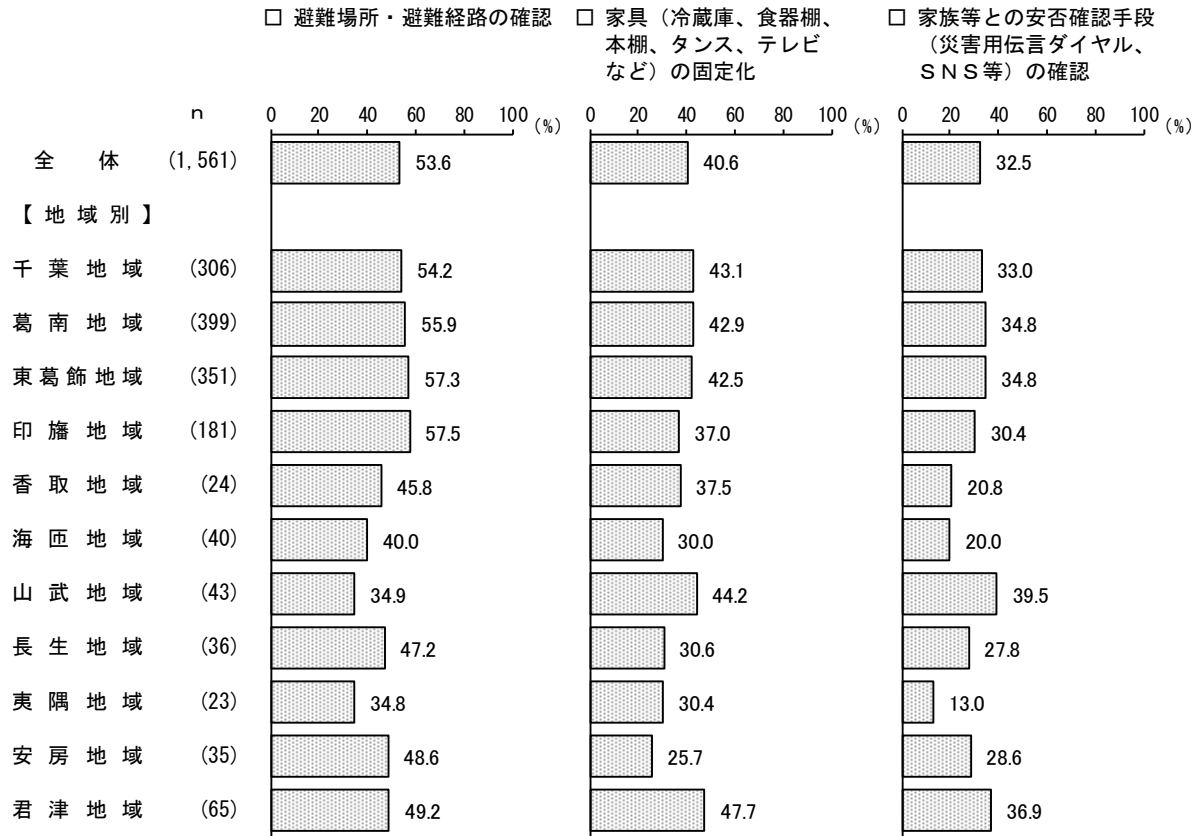 □ 避難場所・避難経路の確認
□ 家具（冷蔵庫、食器棚、
本棚、タンス、テレビ
など）の固定化
□ 家族等との安否確認手段
（災害用伝言ダイヤル、
ＳＮＳ等）の確認
ｎ 0 20 40 60 80 100 (%) 0 20 40 60 80 100 (%) 0 20 40 60 80 100 (%)
全体 (1,561) 53.6 40.6 32.5
【地域別】
千葉地域 (306) 54.2 43.1 33.0
葛南地域 (399) 55.9 42.9 34.8
東葛飾地域 (351) 57.3 42.5 34.8
印旛地域 (181) 57.5 37.0 30.4
香取地域 (24) 45.8 37.5 20.8
海匝地域 (40) 40.0 30.0 20.0
山武地域 (43) 34.9 44.2 39.5
長生地域 (36) 47.2 30.6 27.8
夷隅地域 (23) 34.8 30.4 13.0
安房地域 (35) 48.6 25.7 28.6
君津地域 (65) 49.2 47.7 36.9